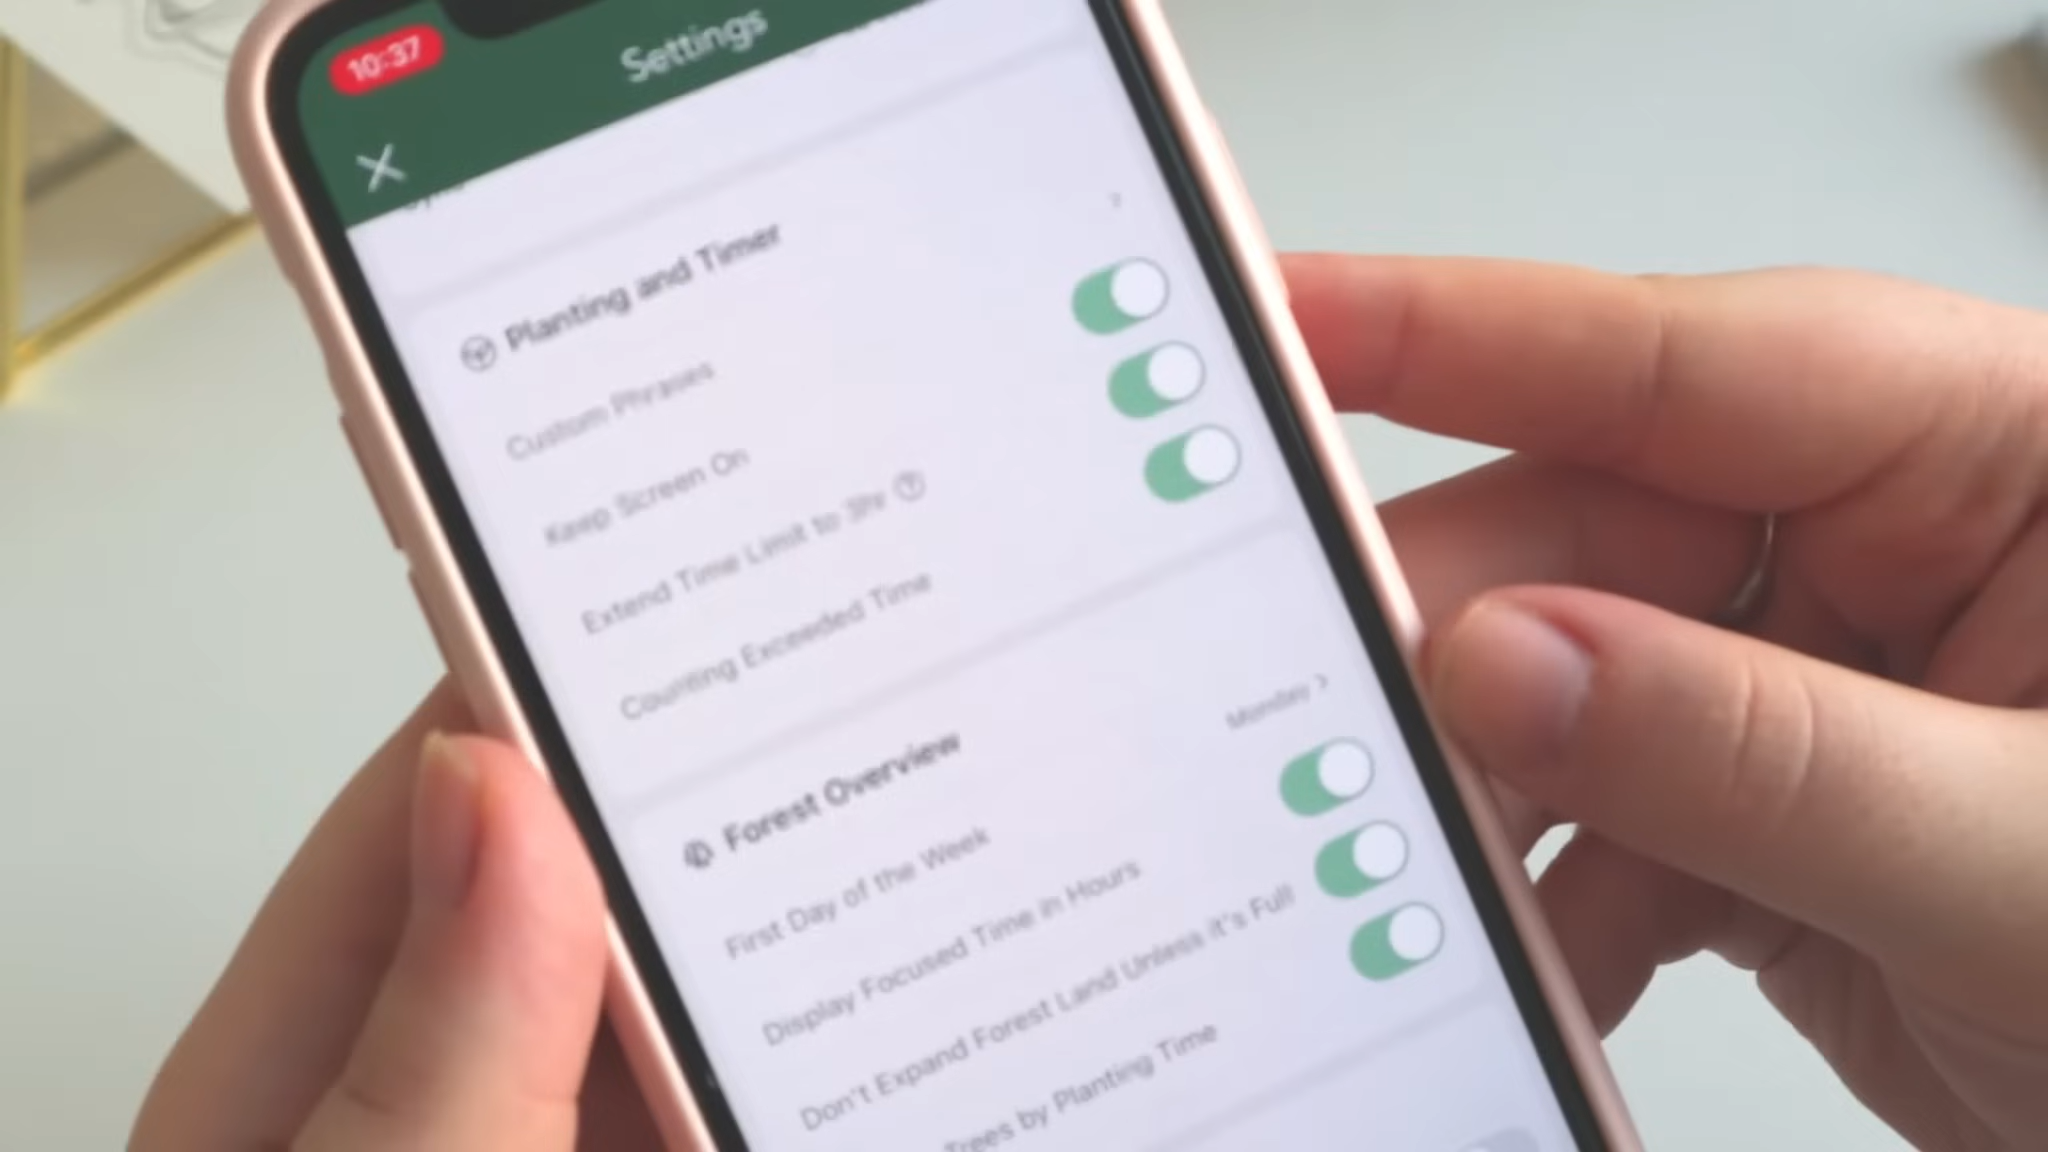 10:37
Settings
Planting and Timer
Custom Phrases
Keep Screen On
Extend Time Limit to 3hr
Counting Exceeded Time
Forest Overview
First Day of the Week
Monday
Display Focused Time in Hours
Don't Expand Forest Land Unless it's Full
Trees by Planting Time